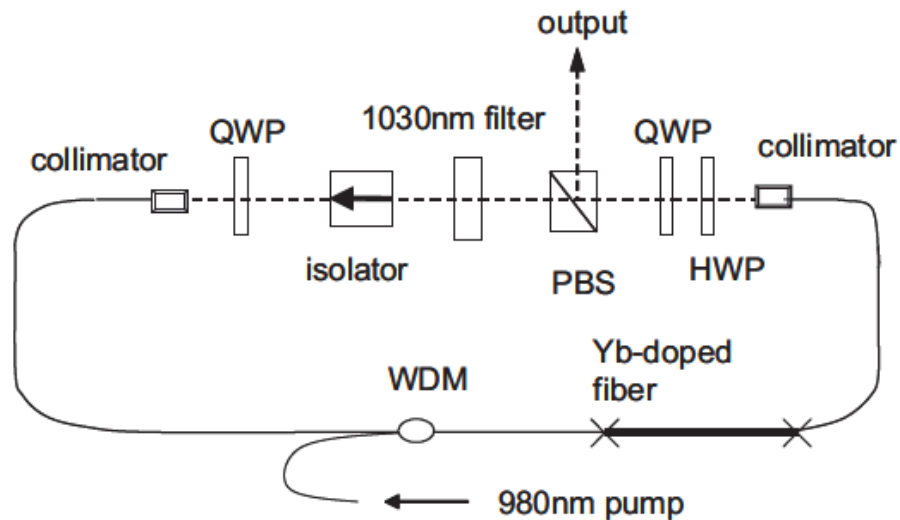 output
QWP
1030nm filter
QWP
collimator
collimator
isolator
PBS
HWP
Yb-doped
fiber
WDM
980nm pump